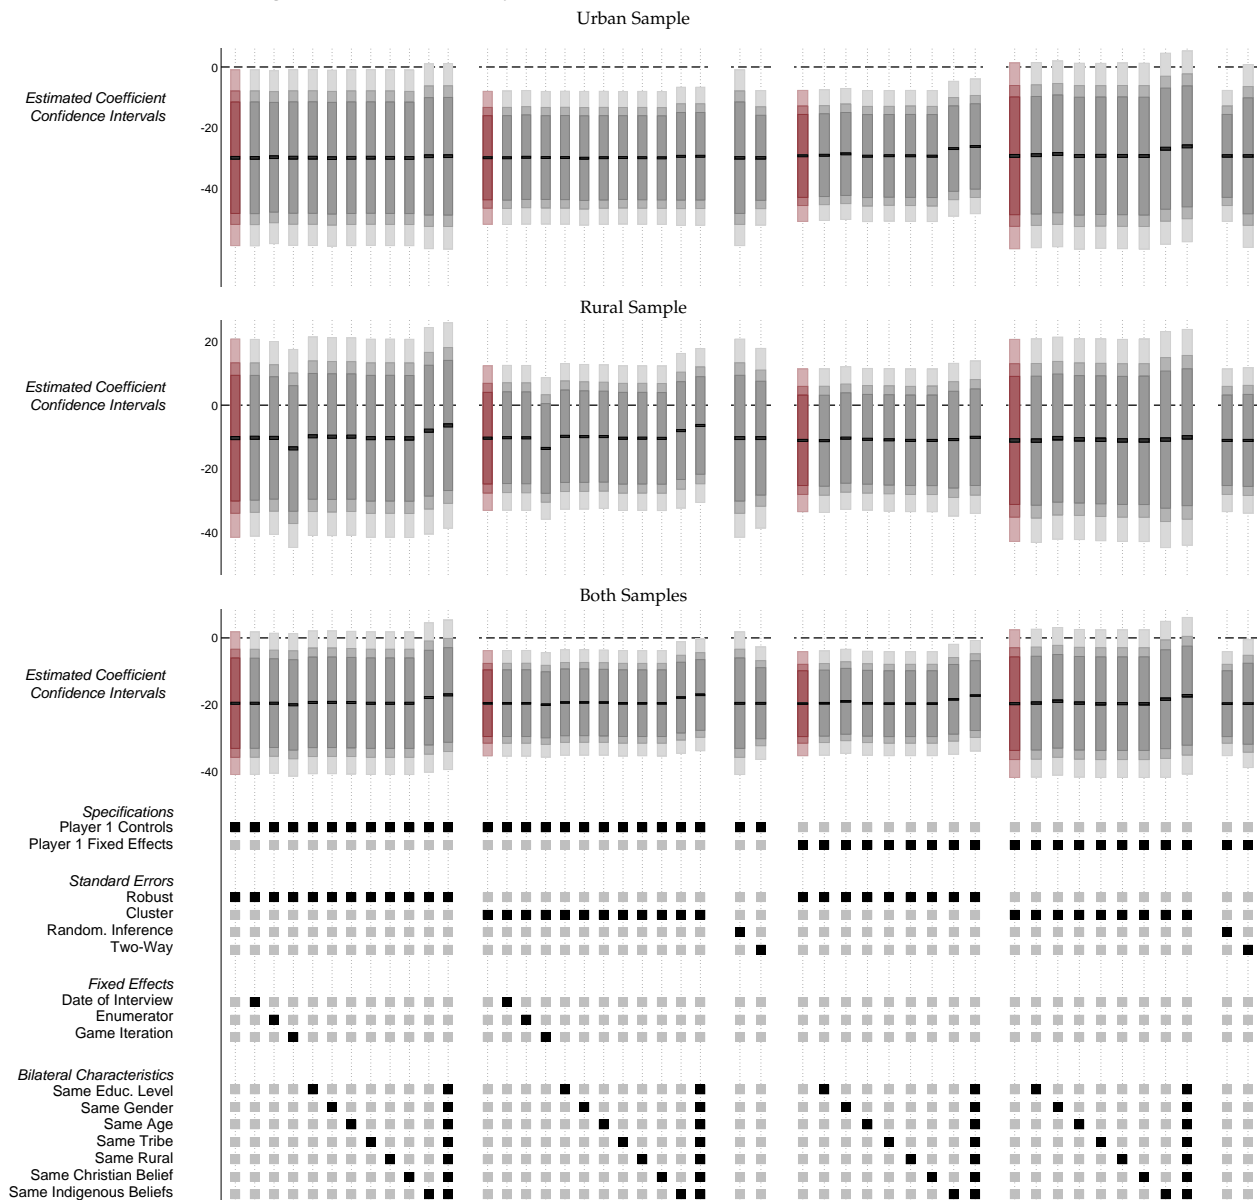 Urban Sample
0
Estimated Coefficient
Confidence Intervals
-20
-40
Rural Sample
20
Estimated Coefficient
Confidence Intervals
0
-20
-40
Both Samples
0
Estimated Coefficient
Confidence Intervals
-20
-40
Specifications
Player 1 Controls
Player 1 Fixed Effects
Standard Errors
Robust
Cluster
Random. Inference
Two-Way
Fixed Effects
Date of Interview
Enumerator
Game Iteration
Bilateral Characteristics
Same Educ. Level
Same Gender
Same Age
Same Tribe
Same Rural
Same Christian Belief
Same Indigenous Beliefs